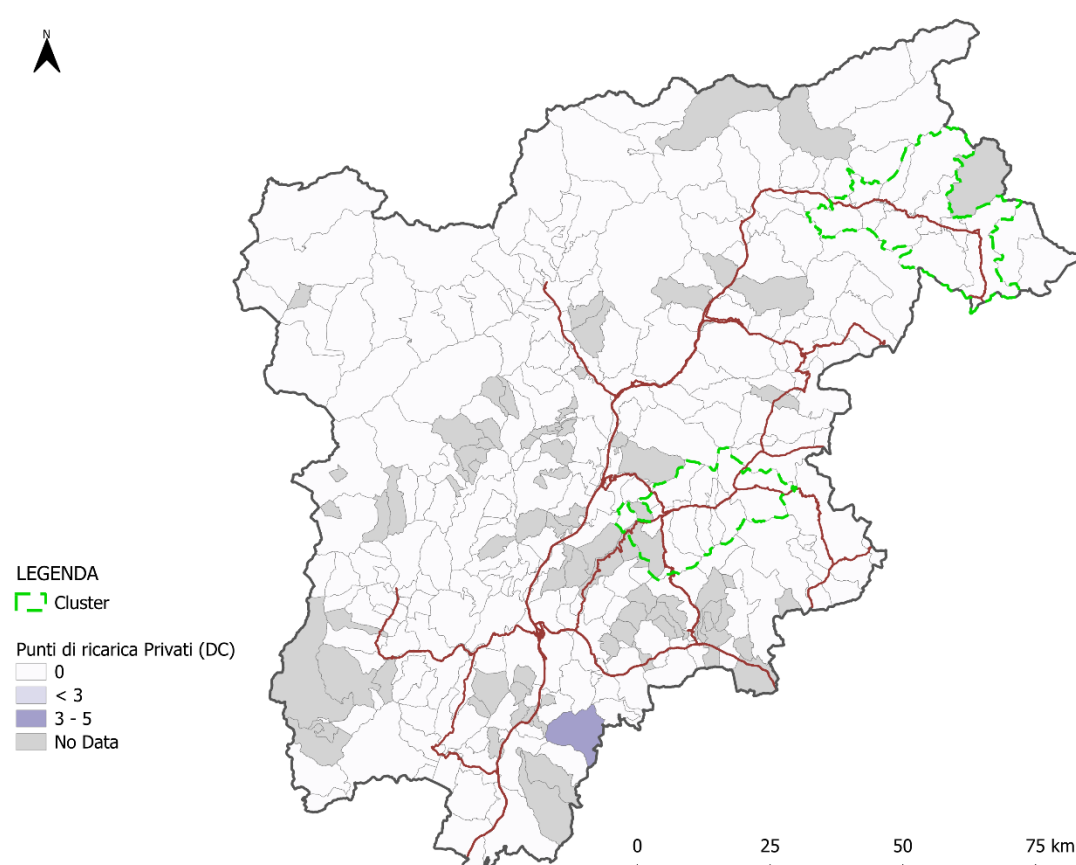 N
LEGENDA
Cluster
Punti di ricarica Privati (DC)
0
< 3
3 - 5
No Data
0 25 50 75 km